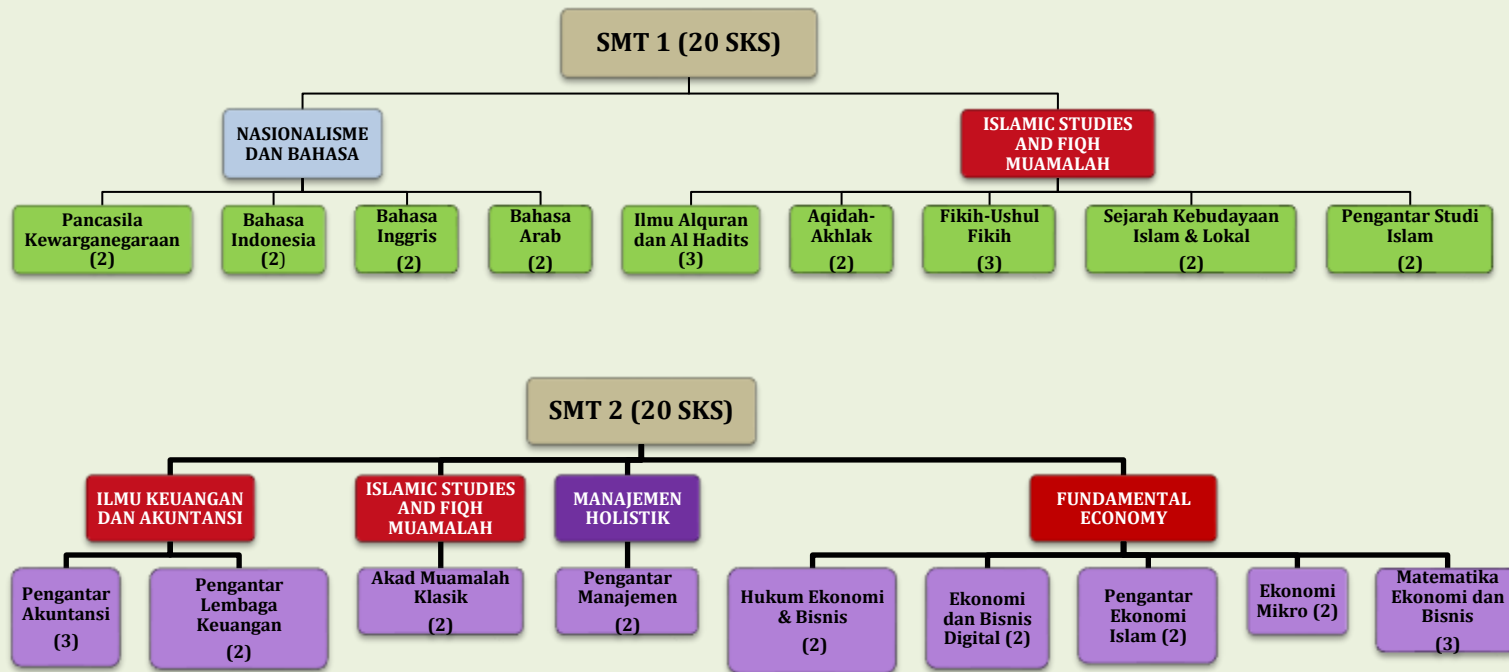 SMT 1 (20 SKS)
NASIONALISME
DAN BAHASA
ISLAMIC STUDIES
AND FIQH
MUAMALAH
Pancasila
Kewarganegaraan
(2)
Bahasa
Indonesia
(2)
Bahasa
Inggris
(2)
Bahasa
Arab
(2)
Ilmu Alquran
dan Al Hadits
(3)
Aqidah-
Akhlak
(2)
Fikih-Ushul
Fikih
(3)
Sejarah Kebudayaan
Islam & Lokal
(2)
Pengantar Studi
Islam
(2)
SMT 2 (20 SKS)
ILMU KEUANGAN
DAN AKUNTANSI
ISLAMIC STUDIES
AND FIQH
MUAMALAH
MANAJEMEN
HOLISTIK
FUNDAMENTAL
ECONOMY
Pengantar
Akuntansi
(3)
Pengantar
Lembaga
Keuangan
(2)
Akad Muamalah
Klasik
(2)
Pengantar
Manajemen
(2)
Hukum Ekonomi
& Bisnis
(2)
Ekonomi
dan Bisnis
Digital (2)
Pengantar
Ekonomi
Islam (2)
Ekonomi
Mikro (2)
Matematika
Ekonomi dan
Bisnis
(3)